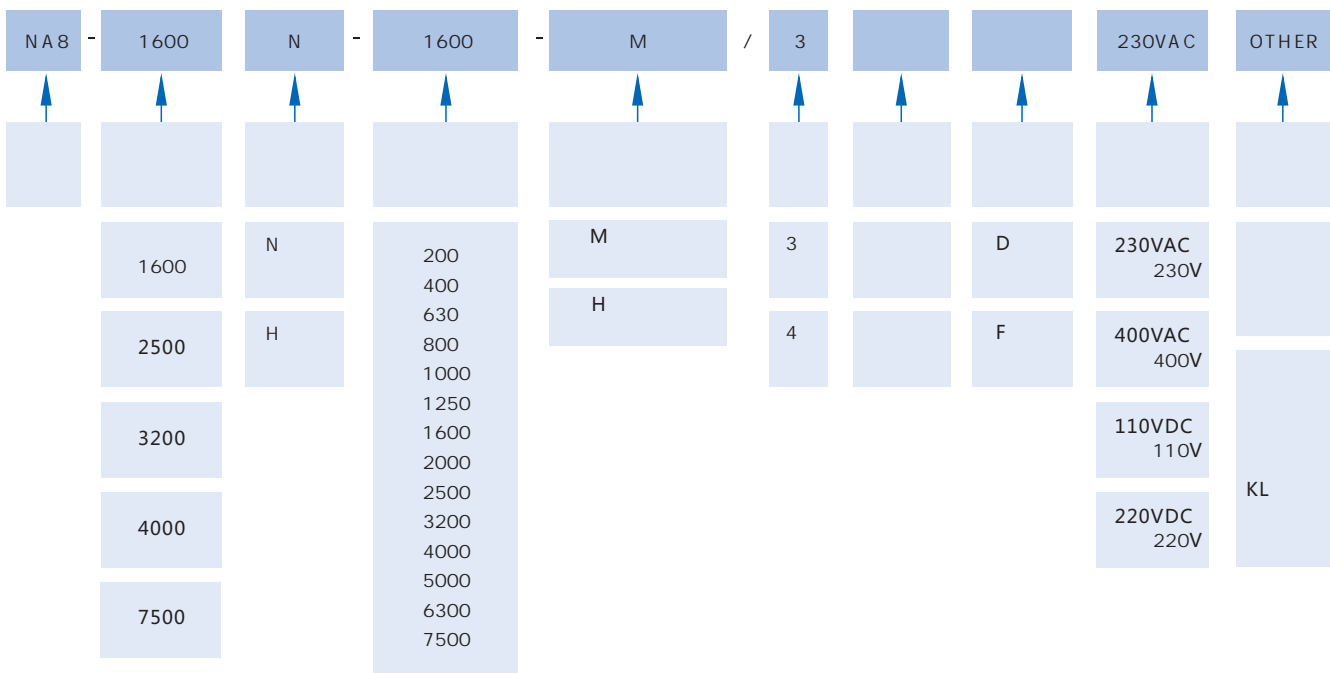 NA8 - 1600 N - 1600 - M / 3 230VAC OTHER
1600
2500
3200
4000
7500
N
H
200
400
630
800
1000
1250
1600
2000
2500
3200
4000
5000
6300
7500
M
H
3
4
D
F
230VAC
230V
400VAC
400V
110VDC
110V
220VDC
220V
KL